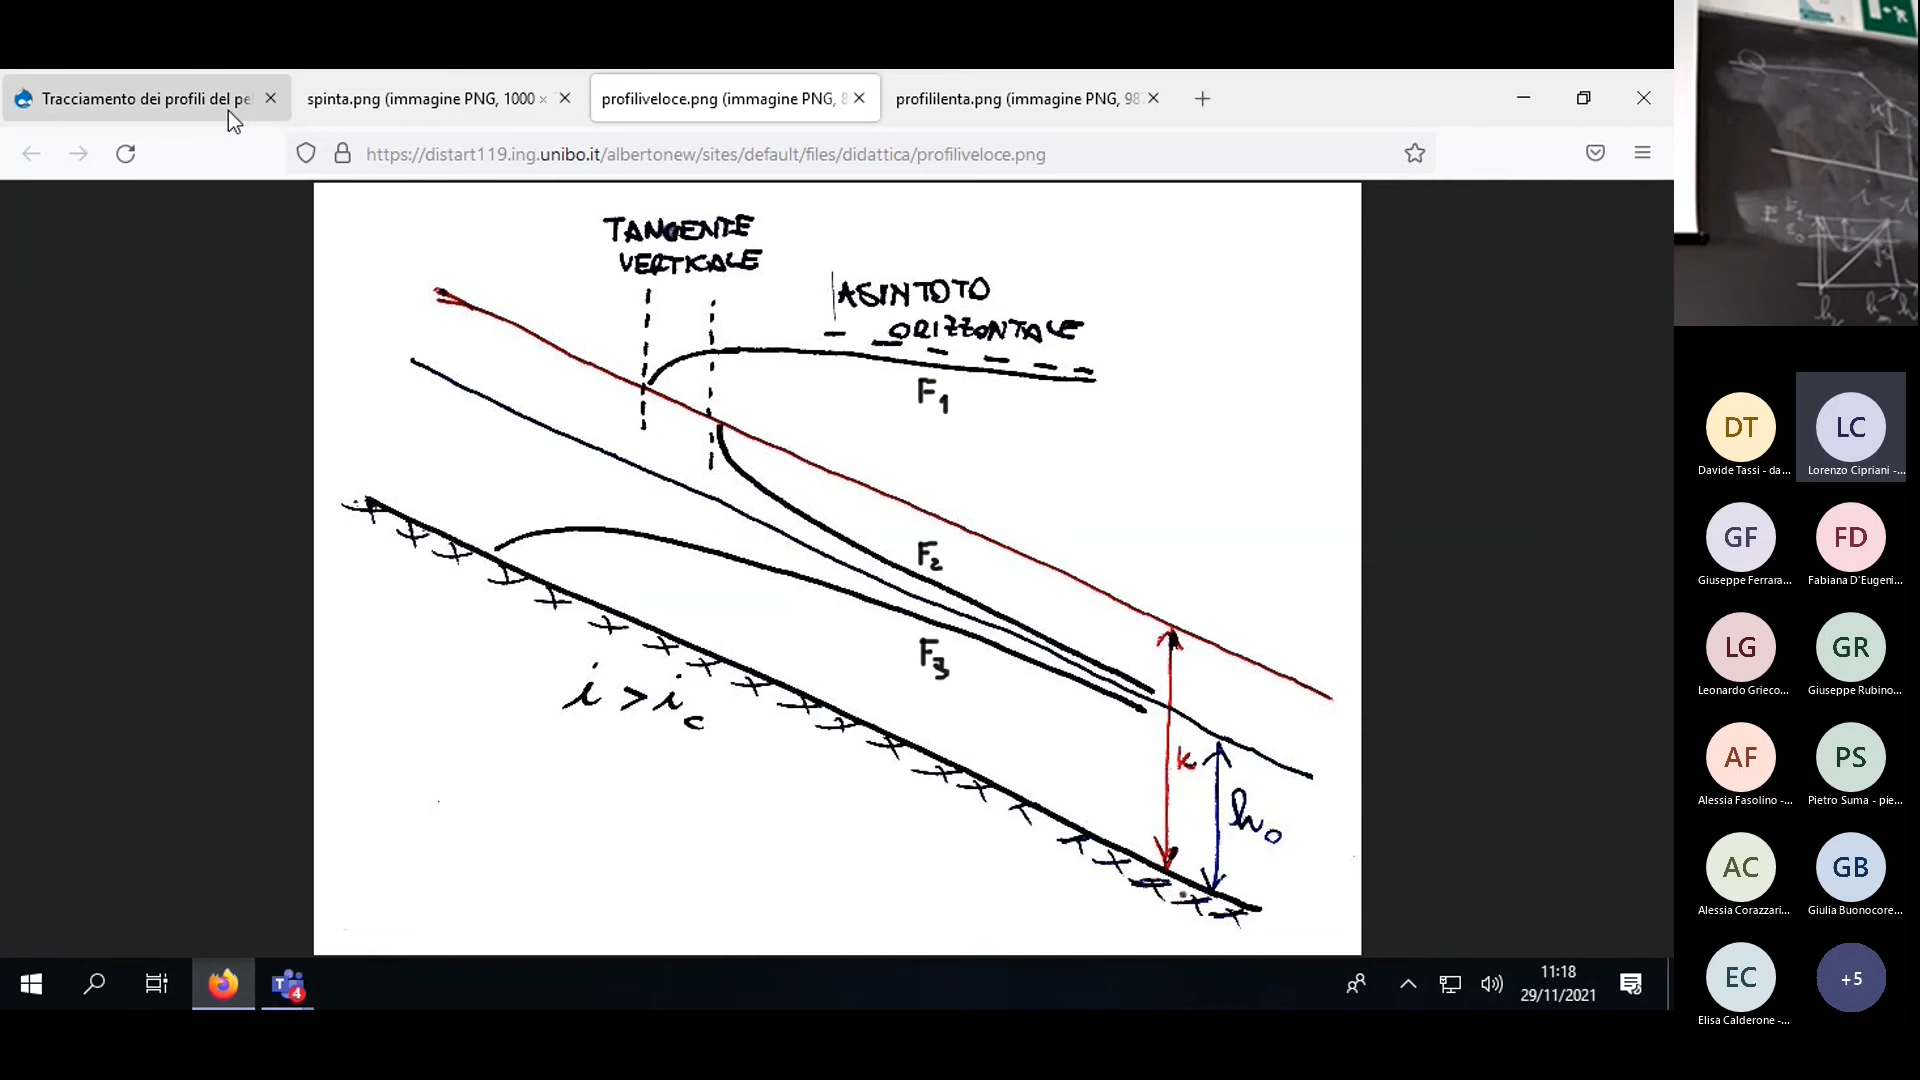 Tracciamento dei profili del pe
spinta.png (immagine PNG, 1000 ×
profiliveloce.png (immagine PNG, 8
profililenta.png (immagine PNG, 98
https://distart119.ing.unibo.it/albertonew/sites/default/files/didattica/profiliveloce.png
TANGENTE
VERTICALE
ASINTOTO
ORIZZONTALE
F1
F2
F3
i > ic
k
h0
DT
LC
Davide Tassi - da...
Lorenzo Cipriani -...
GF
FD
Giuseppe Ferrara...
Fabiana D'Eugeni...
LG
GR
Leonardo Grieco...
Giuseppe Rubino...
AF
PS
Alessia Fasolino -...
Pietro Suma - pie...
AC
GB
Alessia Corazzari...
Giulia Buonocore...
EC
+5
Elisa Calderone -...
4
11:18
29/11/2021